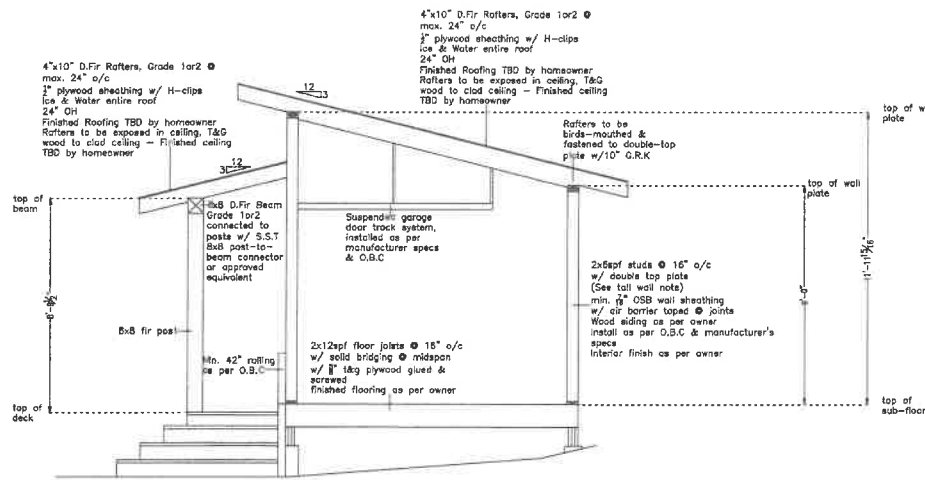 4"x10" D.Fir Rafters, Grade 1or2 @
max. 24" o/c
½" plywood sheathing w/ H-clips
Ice & Water entire roof
24" OH
Finished Roofing TBD by homeowner
Rafters to be exposed in ceiling, T&G
wood to clad ceiling – Finished ceiling
TBD by homeowner
4"x10" D.Fir Rafters, Grade 1or2 @
max. 24" o/c
½" plywood sheathing w/ H-clips
Ice & Water entire roof
24" OH
Finished Roofing TBD by homeowner
Rafters to be exposed in ceiling, T&G
wood to clad ceiling – Finished ceiling
TBD by homeowner
12
3
12
3
top of w
plate
Rafters to be
birds-mouthed &
fastened to double-top
plate w/10" G.R.K
top of wall
plate
top of
beam
8x8 D.Fir Beam
Grade 1or2
connected to
posts w/ S.S.T
8x8 post-to-
beam connector
or approved
equivalent
Suspended garage
door track system,
installed as per
manufacturer specs
& O.B.C
2x6spf studs @ 16" o/c
w/ double top plate
(See tall wall note)
min. 7/16" OSB wall sheathing
w/ air barrier taped @ joints
Wood siding as per owner
install as per O.B.C & manufacturer's
specs
Interior finish as per owner
8x8 fir post
Min. 42" railing
as per O.B.C
2x12spf floor joists @ 16" o/c
w/ solid bridging @ midspan
w/ t&g plywood glued &
screwed
finished flooring as per owner
top of
deck
top of
sub-floor